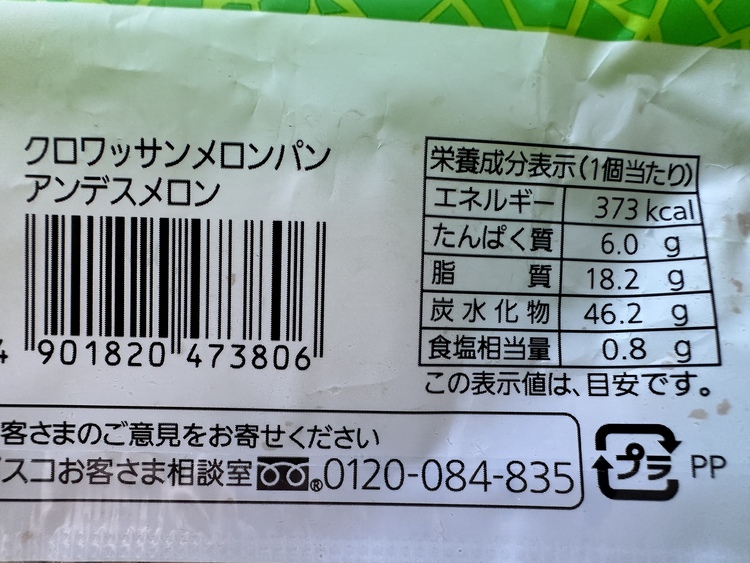 クロワッサンメロンパン
アンデスメロン
4 901820 473806
栄養成分表示(1個当たり)
エネルギー 373 kcal
たんぱく質 6.0 g
脂質 18.2 g
炭水化物 46.2 g
食塩相当量 0.8 g
この表示値は、目安です。
客さまのご意見をお寄せください
スコお客さま相談室 ® 0120-084-835
プラ PP